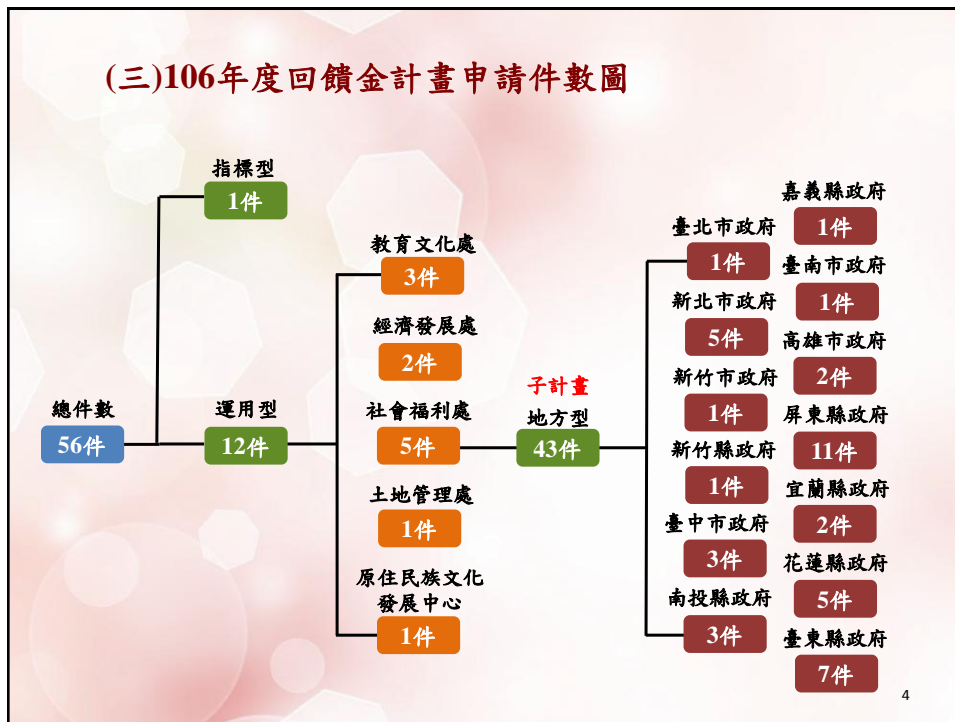 (三)106年度回饋金計畫申請件數圖
總件數
56件
指標型
1件
運用型
12件
教育文化處
3件
經濟發展處
2件
社會福利處
5件
土地管理處
1件
原住民族文化
發展中心
1件
子計畫
地方型
43件
臺北市政府
1件
新北市政府
5件
新竹市政府
1件
新竹縣政府
1件
臺中市政府
3件
南投縣政府
3件
嘉義縣政府
1件
臺南市政府
1件
高雄市政府
2件
屏東縣政府
11件
宜蘭縣政府
2件
花蓮縣政府
5件
臺東縣政府
7件
4